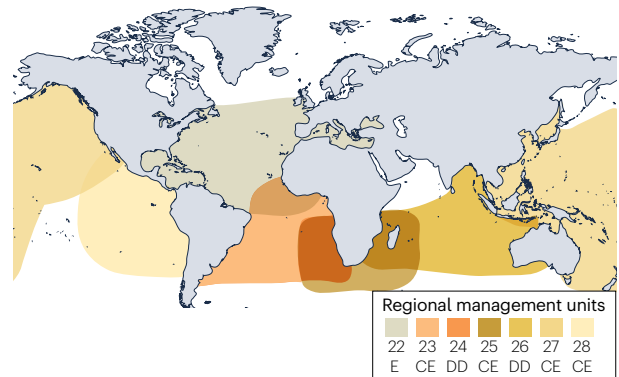 Regional management units
22 23 24 25 26 27 28
E CE DD CE DD CE CE